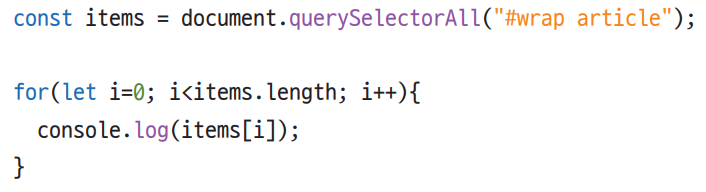 const items = document.querySelectorAll("#wrap article");
for(let i=0; i<items.length; i++){
console.log(items[i]);
}